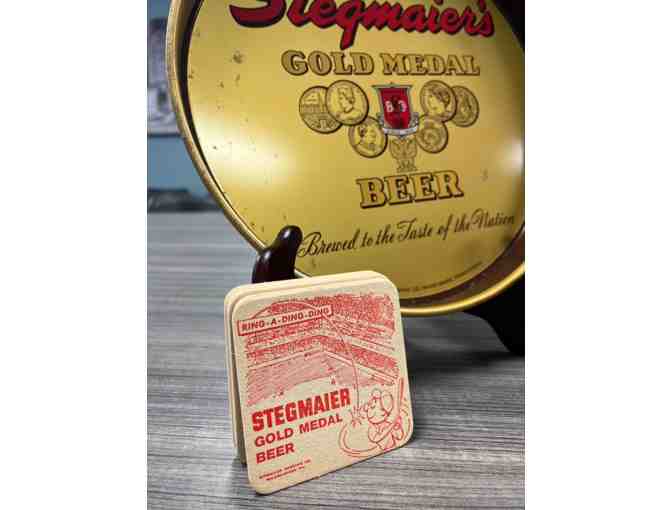 Stegmaier's
GOLD MEDAL
BEER
Brewed to the Taste of the Nation
RING-A-DING-DING
STEGMAIER
GOLD MEDAL
BEER